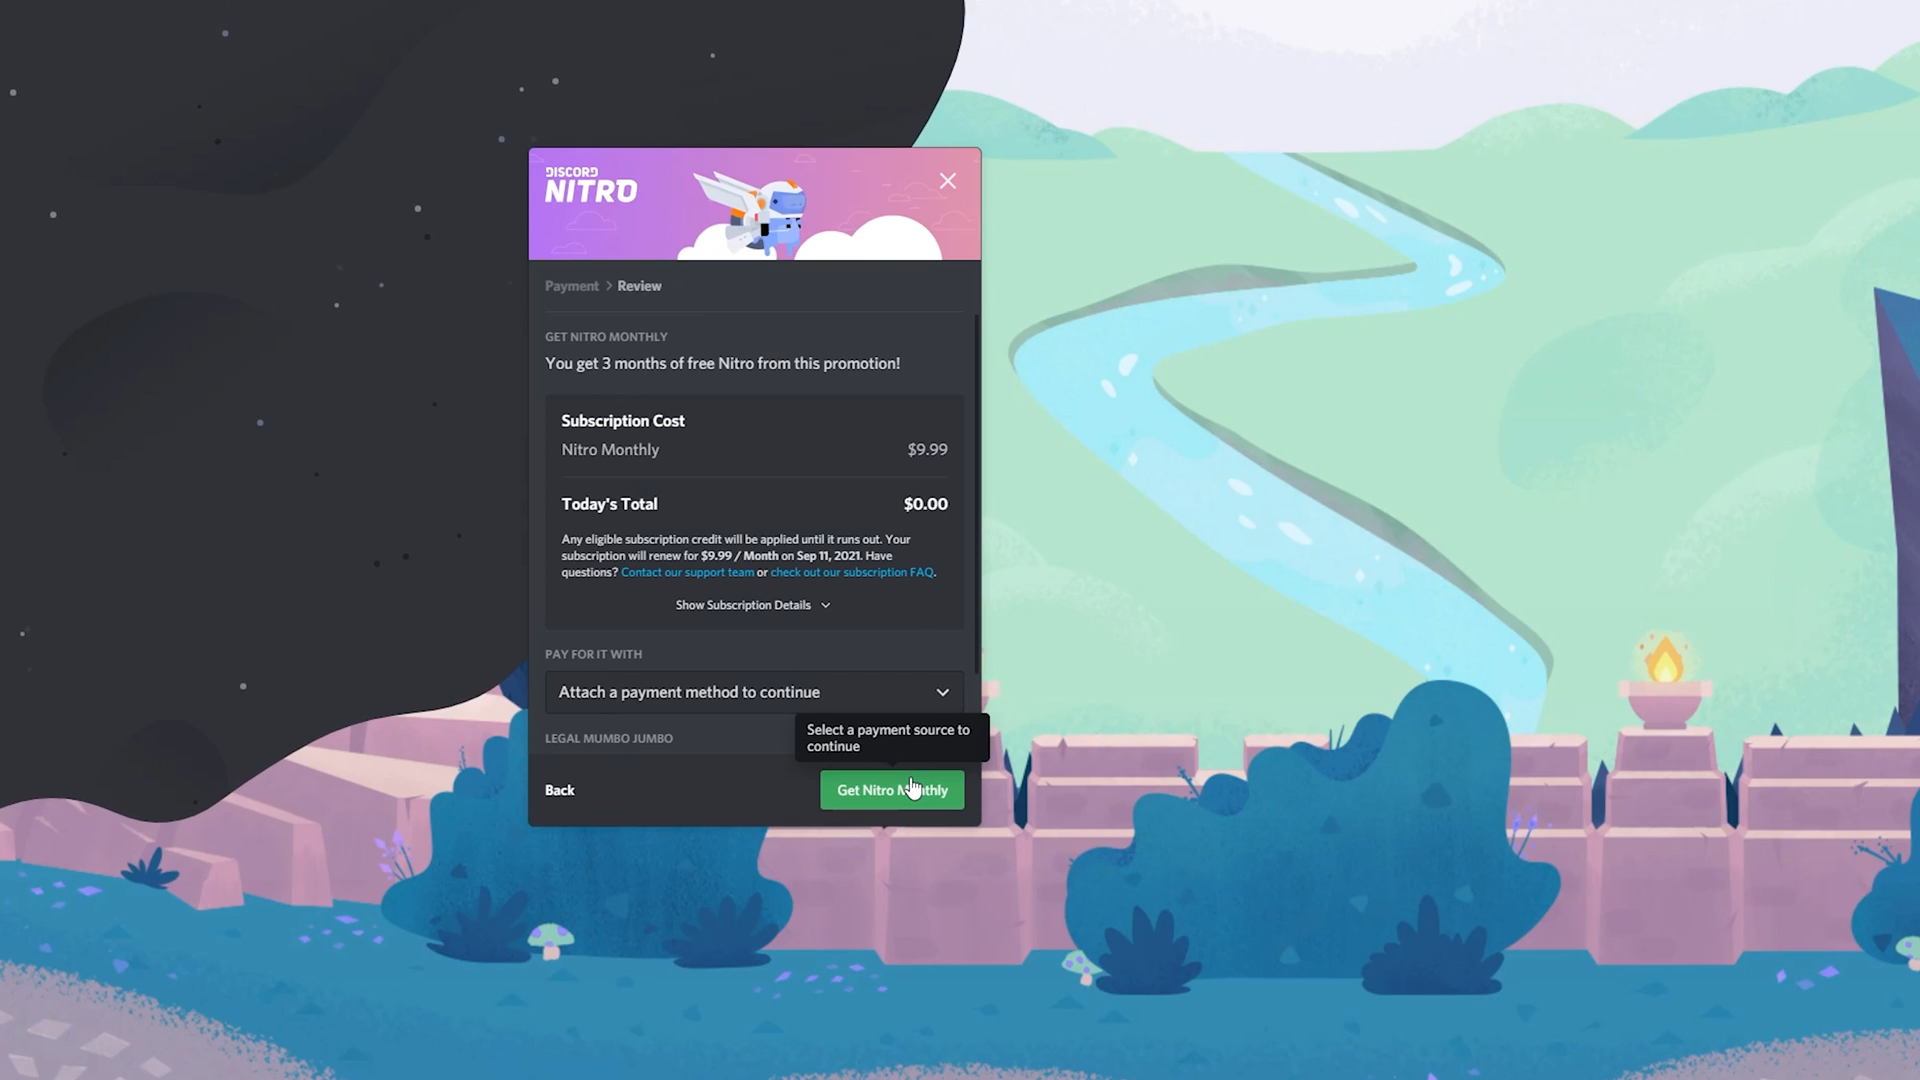 DISCORD
NITRO
Payment > Review
GET NITRO MONTHLY
You get 3 months of free Nitro from this promotion!
Subscription Cost
Nitro Monthly $9.99
Today's Total $0.00
Any eligible subscription credit will be applied until it runs out. Your
subscription will renew for $9.99 / Month on Sep 11, 2021. Have
questions? Contact our support team or check out our subscription FAQ.
Show Subscription Details
PAY FOR IT WITH
Attach a payment method to continue
Select a payment source to
continue
LEGAL MUMBO JUMBO
Back
Get Nitro Monthly